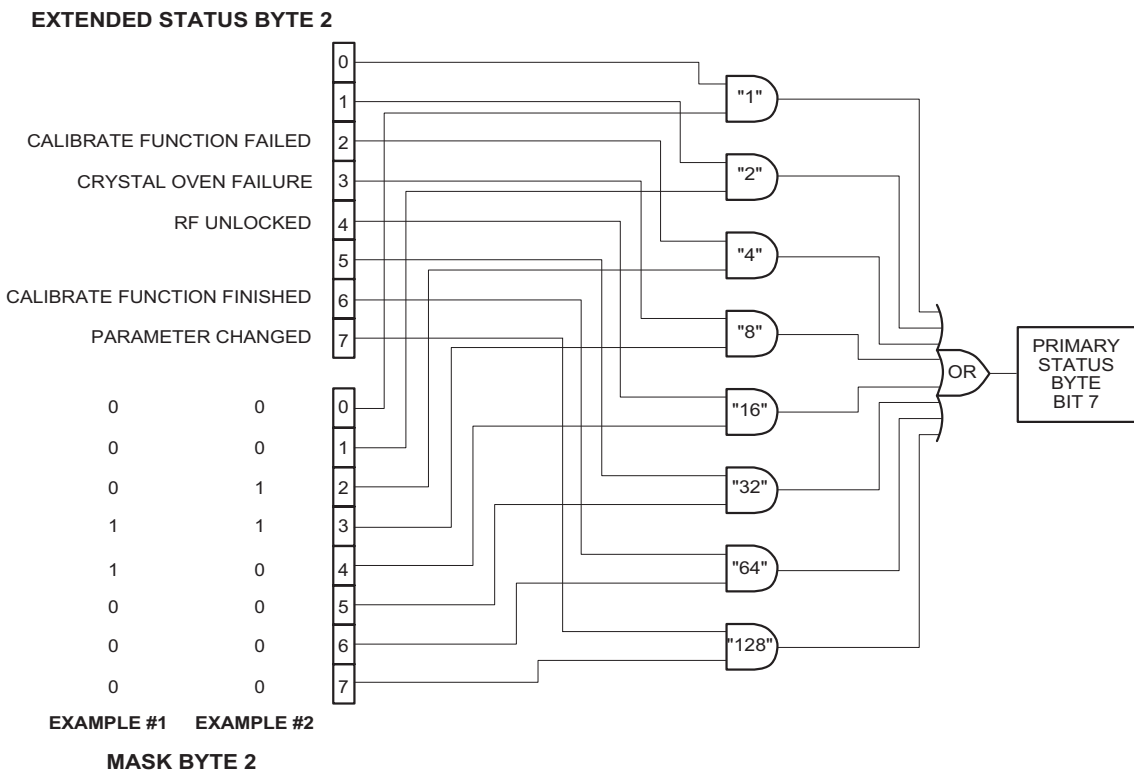 EXTENDED STATUS BYTE 2
0
1
CALIBRATE FUNCTION FAILED 2
CRYSTAL OVEN FAILURE 3
RF UNLOCKED 4
5
CALIBRATE FUNCTION FINISHED 6
PARAMETER CHANGED 7
"1"
"2"
"4"
"8"
"16"
"32"
"64"
"128"
OR
PRIMARY
STATUS
BYTE
BIT 7
0 0 0
0 0 1
0 1 2
1 1 3
1 0 4
0 0 5
0 0 6
0 0 7
EXAMPLE #1 EXAMPLE #2
MASK BYTE 2